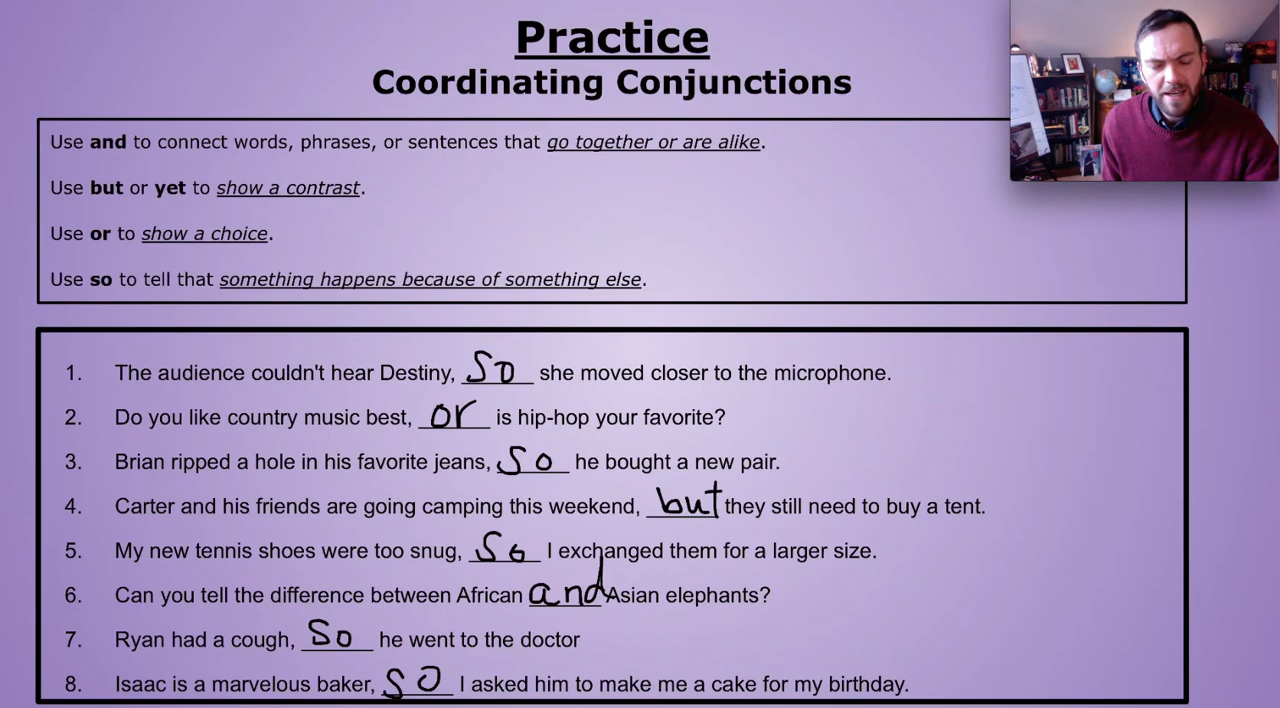 Practice
Coordinating Conjunctions
Use and to connect words, phrases, or sentences that go together or are alike.
Use but or yet to show a contrast.
Use or to show a choice.
Use so to tell that something happens because of something else.
1. The audience couldn't hear Destiny, so she moved closer to the microphone.
2. Do you like country music best, or is hip-hop your favorite?
3. Brian ripped a hole in his favorite jeans, so he bought a new pair.
4. Carter and his friends are going camping this weekend, but they still need to buy a tent.
5. My new tennis shoes were too snug, so I exchanged them for a larger size.
6. Can you tell the difference between African and Asian elephants?
7. Ryan had a cough, so he went to the doctor
8. Isaac is a marvelous baker, so I asked him to make me a cake for my birthday.